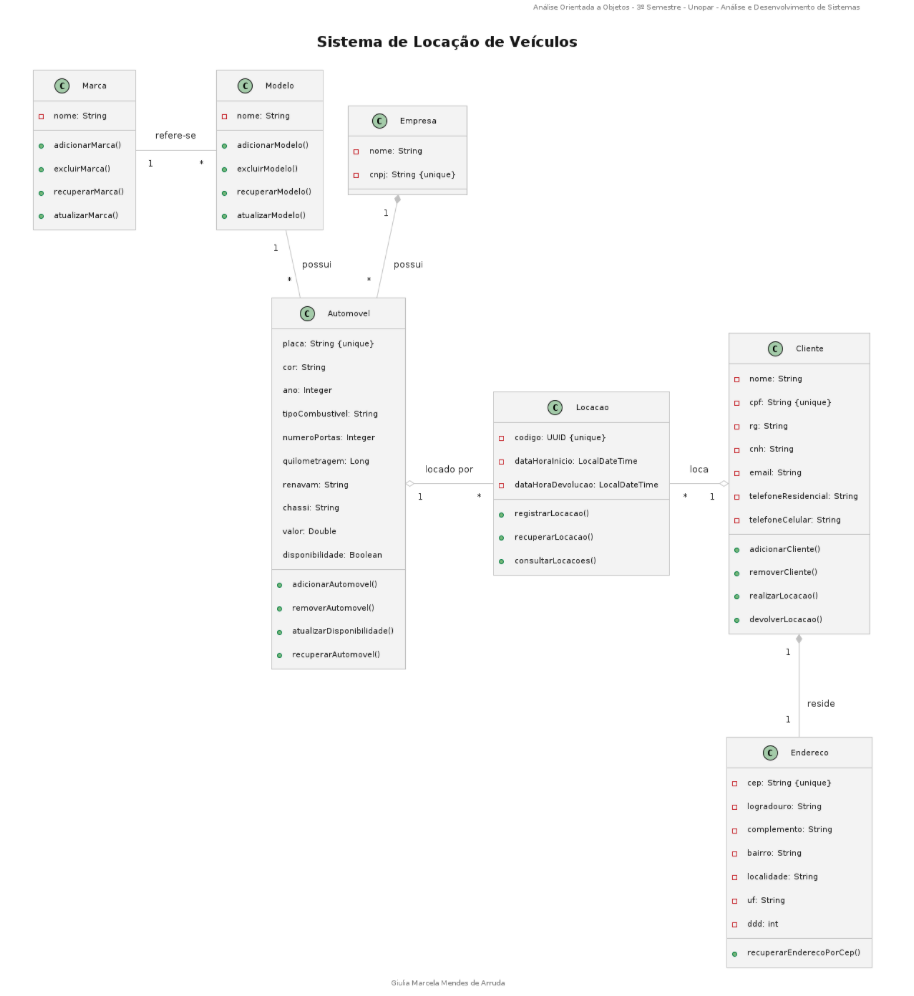 Análise Orientada a Objetos - 3º Semestre - Unopar - Análise e Desenvolvimento de Sistemas
Sistema de Locação de Veículos
C Marca
nome: String
adicionarMarca()
excluirMarca()
recuperarMarca()
atualizarMarca()
refere-se
1 *
C Modelo
nome: String
adicionarModelo()
excluirModelo()
recuperarModelo()
atualizarModelo()
C Empresa
nome: String
cnpj: String {unique}
1
possui
*
1
possui
*
C Automovel
placa: String {unique}
cor: String
ano: Integer
tipoCombustivel: String
numeroPortas: Integer
quilometragem: Long
renavam: String
chassi: String
valor: Double
disponibilidade: Boolean
adicionarAutomovel()
removerAutomovel()
atualizarDisponibilidade()
recuperarAutomovel()
locado por
1 *
C Locacao
codigo: UUID {unique}
dataHoraInicio: LocalDateTime
dataHoraDevolucao: LocalDateTime
registrarLocacao()
recuperarLocacao()
consultarLocacoes()
loca
* 1
C Cliente
nome: String
cpf: String {unique}
rg: String
cnh: String
email: String
telefoneResidencial: String
telefoneCelular: String
adicionarCliente()
removerCliente()
realizarLocacao()
devolverLocacao()
1
reside
1
C Endereco
cep: String {unique}
logradouro: String
complemento: String
bairro: String
localidade: String
uf: String
ddd: int
recuperarEnderecoPorCep()
Giulia Marcela Mendes de Arruda